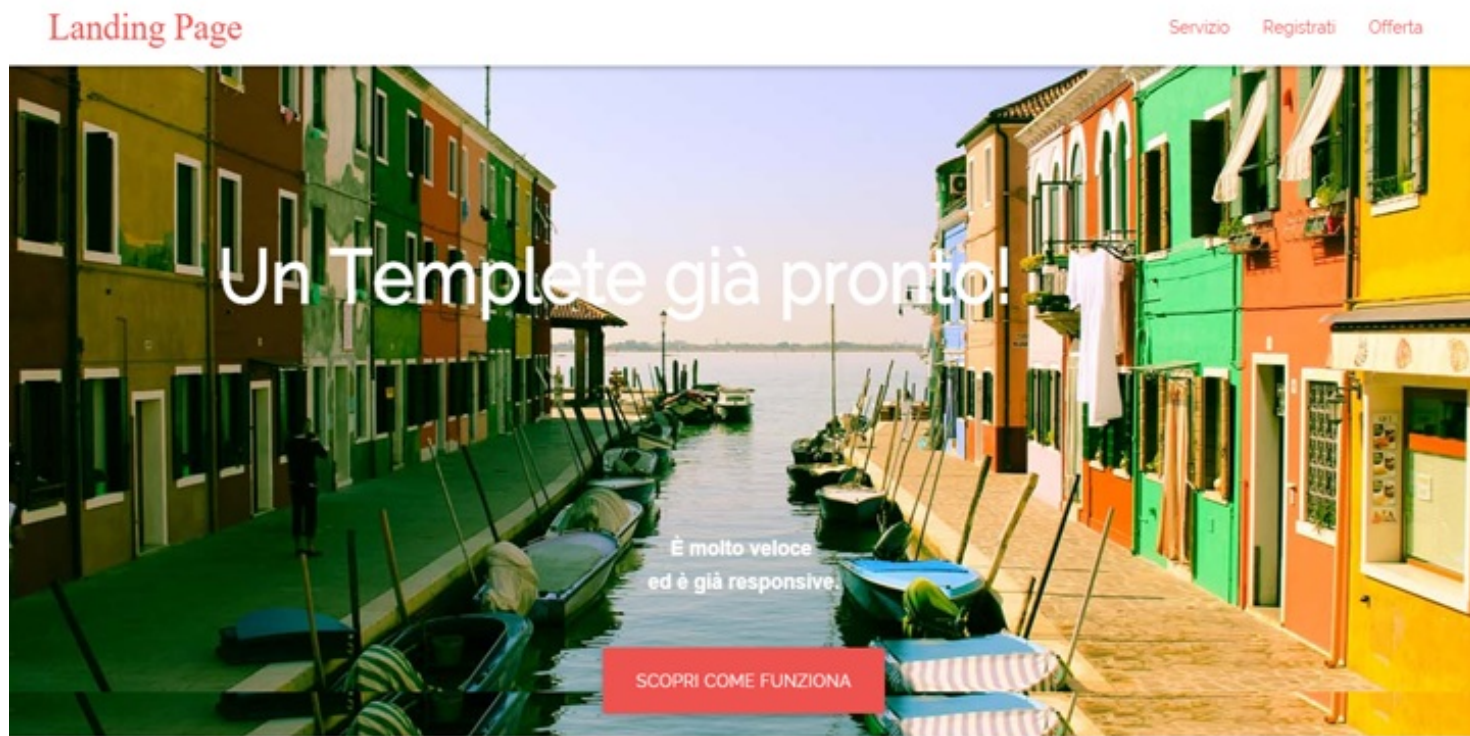 Landing Page
Servizio Registrati Offerta
Un Templete già pronto!
È molto veloce
ed è già responsive.
SCOPRI COME FUNZIONA